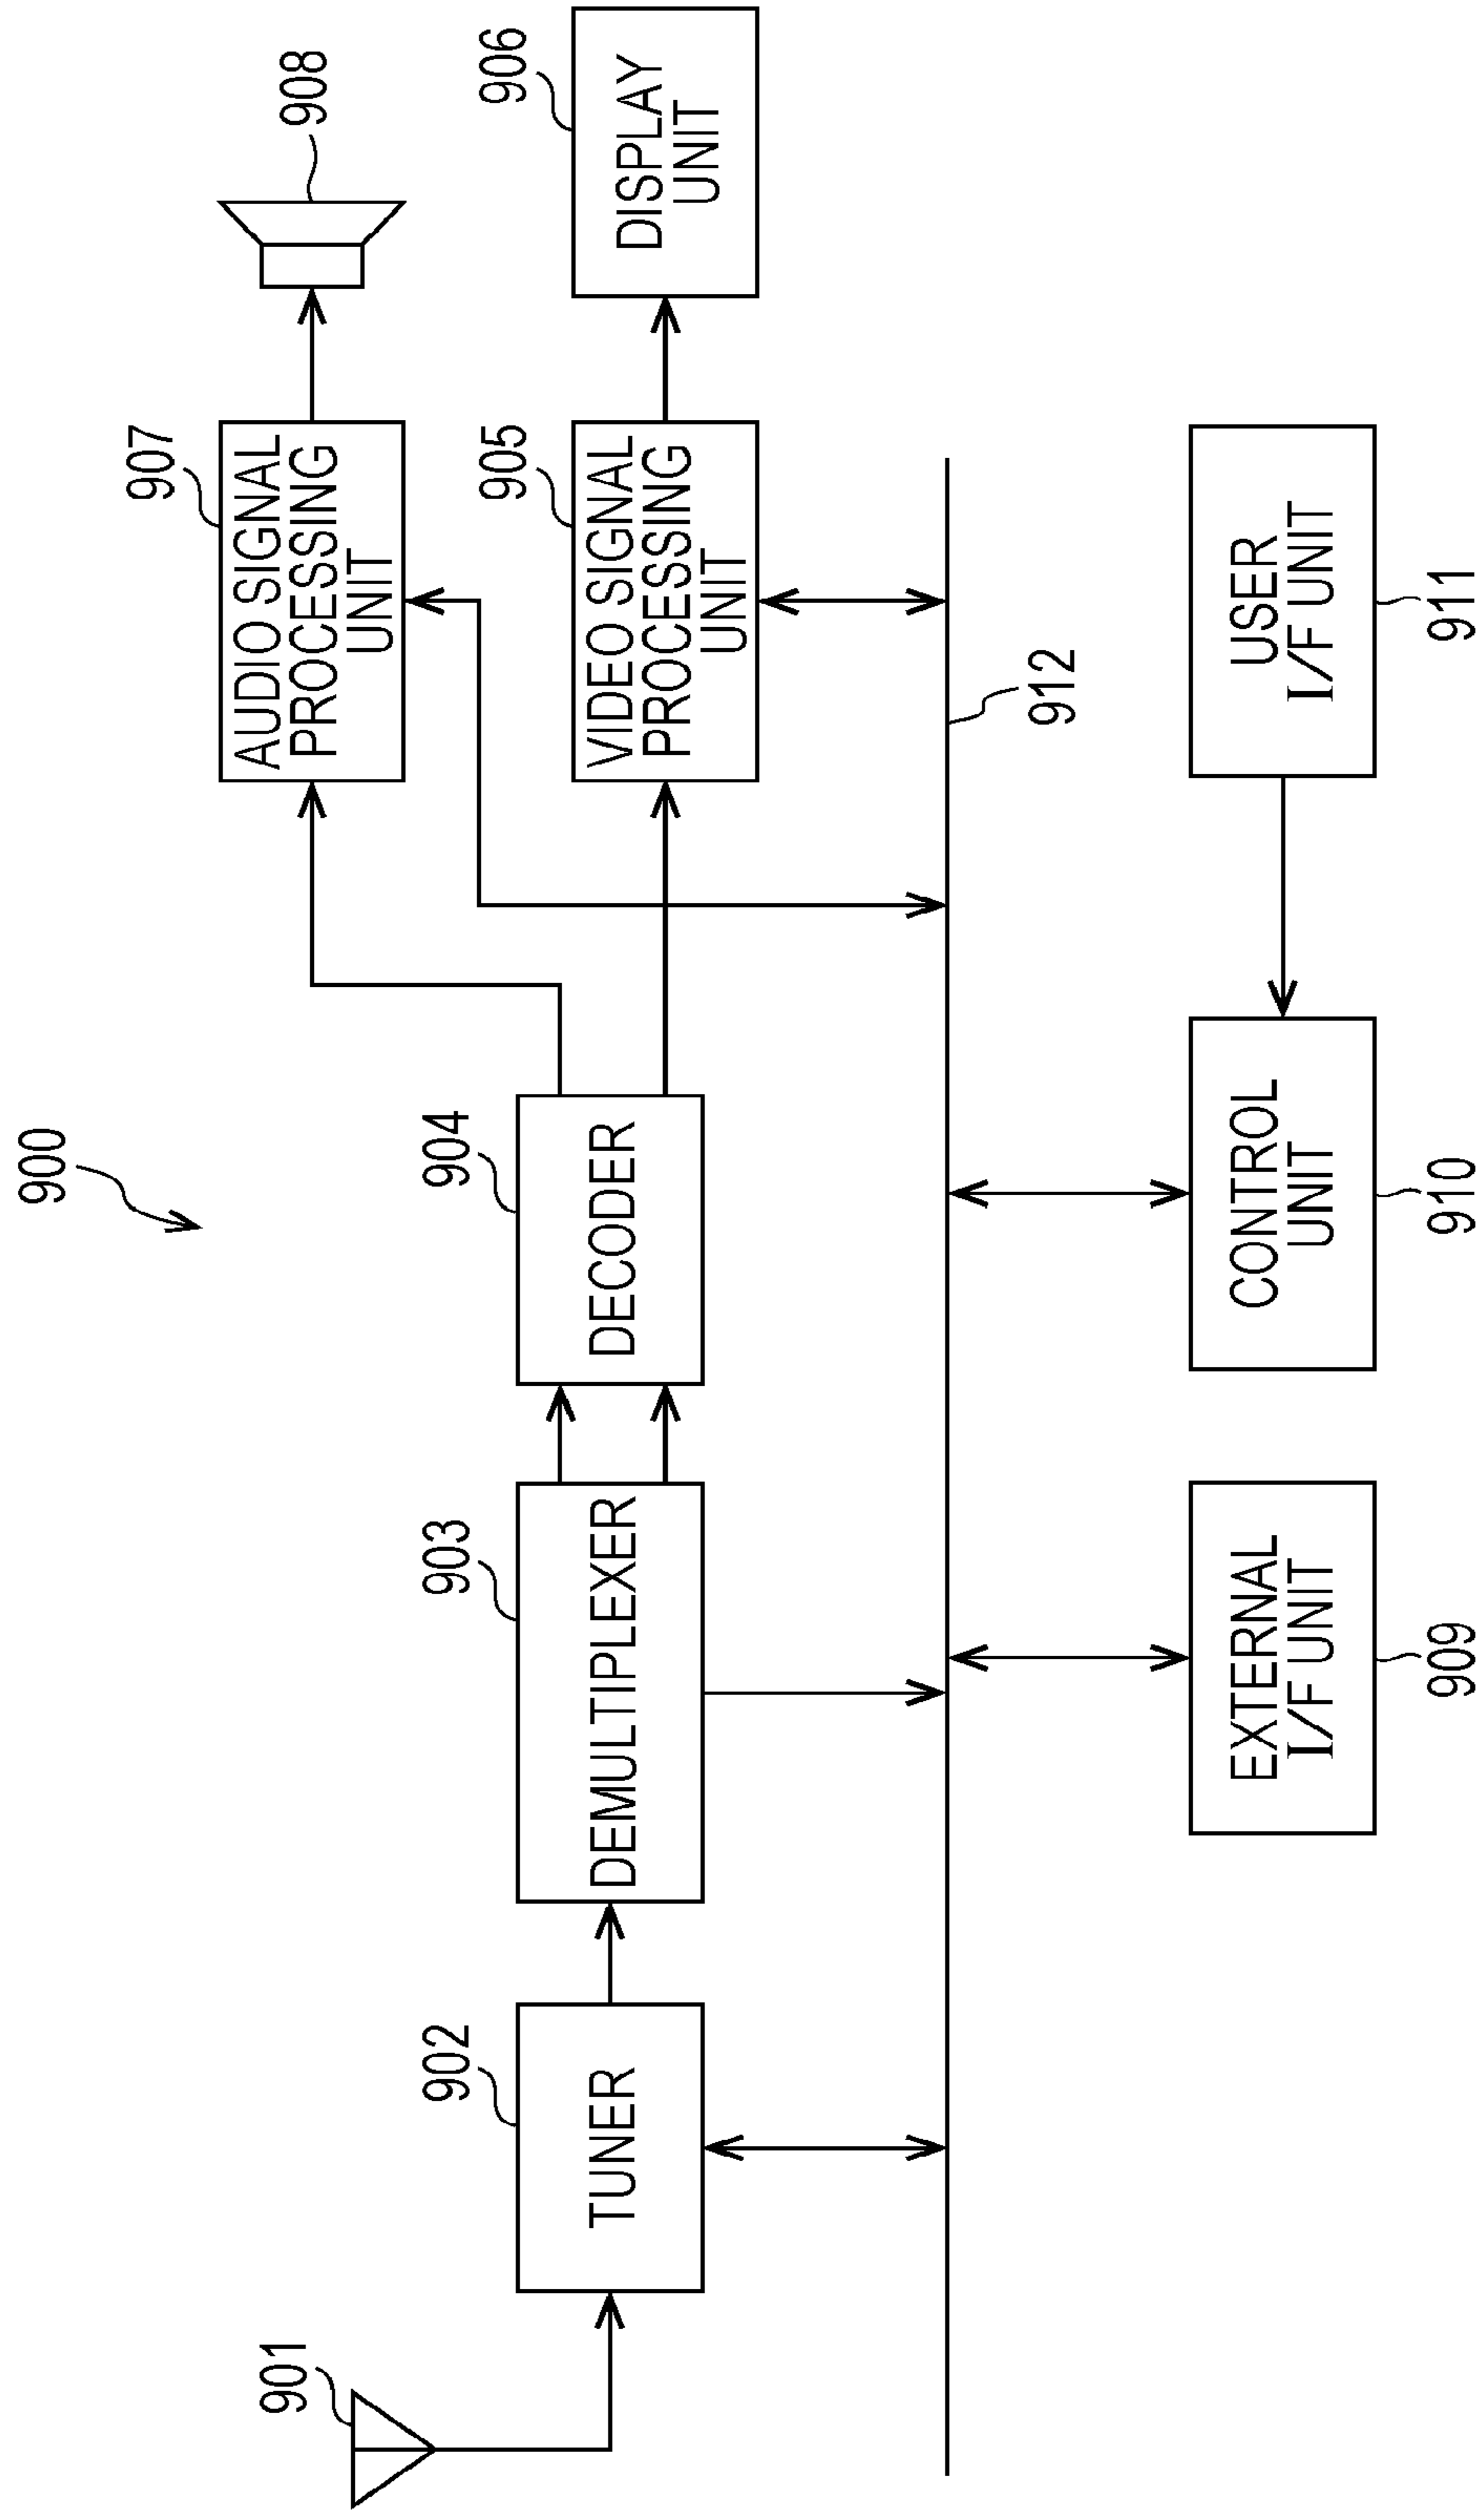 900
901
902
TUNER
903
DEMULTIPLEXER
904
DECODER
907
AUDIO SIGNAL
PROCESSING
UNIT
908
905
VIDEO SIGNAL
PROCESSING
UNIT
906
DISPLAY
UNIT
912
EXTERNAL
I/F UNIT
909
CONTROL
UNIT
910
USER
I/F UNIT
911